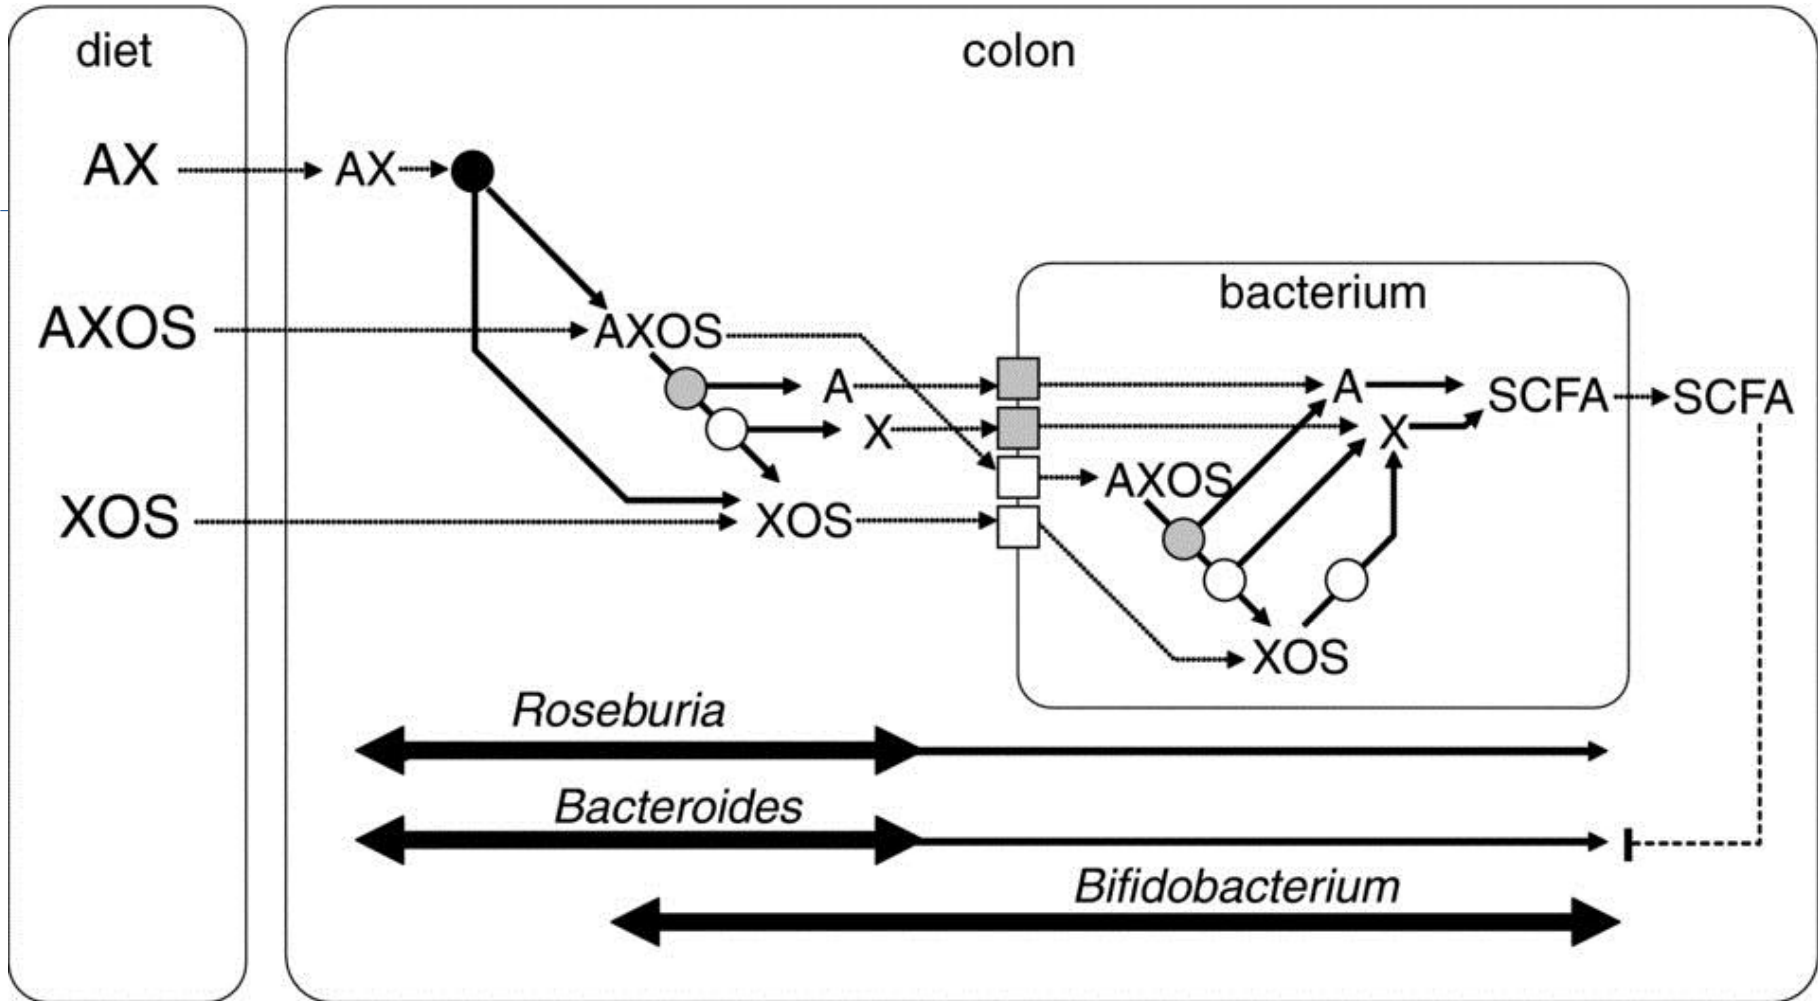 diet
colon
AX
AX
bacterium
AXOS
AXOS
A
A
SCFA
SCFA
X
X
AXOS
XOS
XOS
XOS
Roseburia
Bacteroides
Bifidobacterium